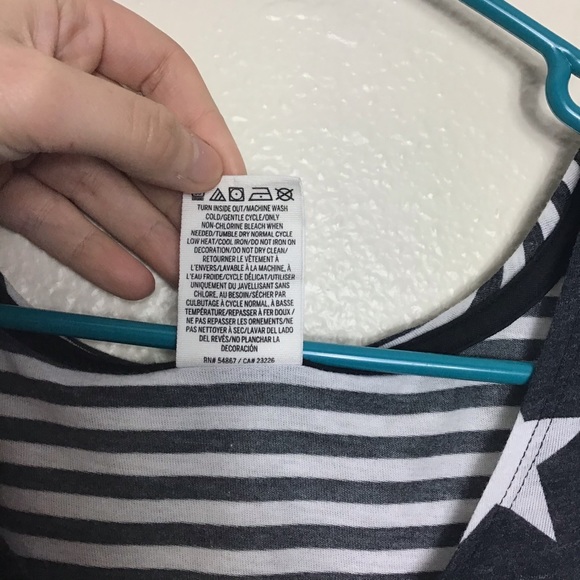 TURN INSIDE OUT/MACHINE WASH
COLD/GENTLE CYCLE/ONLY
NON-CHLORINE BLEACH WHEN
NEEDED/TUMBLE DRY NORMAL CYCLE
LOW HEAT/COOL IRON/DO NOT IRON ON
DECORATION/DO NOT DRY CLEAN/
RETOURNER LE VÊTEMENT À
L'ENVERS/LAVABLE À LA MACHINE, À
L'EAU FROIDE/CYCLE DÉLICAT/UTILISER
UNIQUEMENT DU JAVELLISANT SANS
CHLORE, AU BESOIN/SÉCHER PAR
CULBUTAGE À CYCLE NORMAL, À BASSE
TEMPÉRATURE/REPASSER À FER DOUX /
NE PAS REPASSER LES ORNEMENTS/NE
PAS NETTOYER À SEC/LAVAR DEL LADO
DEL REVÉS/NO PLANCHAR LA
DECORACIÓN
RN# 54867 / CA# 23226